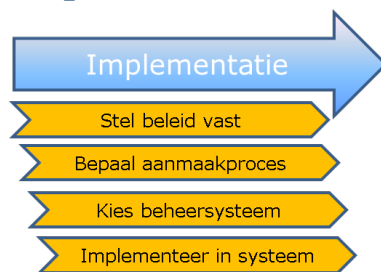 Implementatie
Stel beleid vast
Bepaal aanmaakproces
Kies beheersysteem
Implementeer in systeem